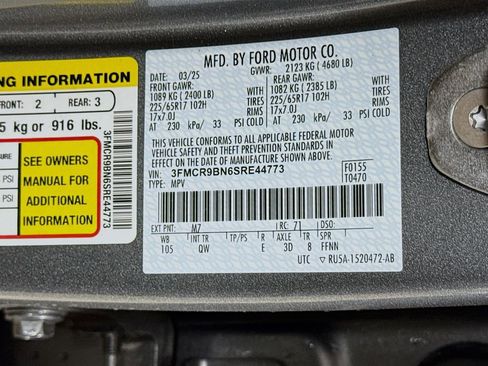 NG INFORMATION
FRONT: 2 REAR: 3
5 kg or 916 lbs.
SURE
PSI
PSI
SEE OWNERS
MANUAL FOR
ADDITIONAL
INFORMATION
3FMCR9BN6SRE44773
MFD. BY FORD MOTOR CO.
03/25 GVWR: 2123 KG ( 4680 LB)
FRONT GAWR: REAR GAWR:
1089 KG ( 2400 LB) 1082 KG ( 2385 LB)
225/65R17 102H TIRES 225/65R17 102H TIRES
17x7.0J RIMS 17x7.0J RIMS
AT 230 kPa/ 33 PSI COLD AT 230 kPa/ 33 PSI COLD
THIS VEHICLE CONFORMS TO ALL APPLICABLE FEDERAL MOTOR
VEHICLE SAFETY AND THEFT PREVENTION STANDARDS IN EFFECT
ON THE DATE OF MANUFACTURE SHOWN ABOVE.
VIN: 3FMCR9BN6SRE44773 F0155
TYPE: MPV T0470
EXT PNT: M7 RC: 71 DSO:
WB INT TR TP/PS R AXLE TR SPR
105 QW E 3D 8 FFNN
UTC ▽ RU5A-1520472-AB